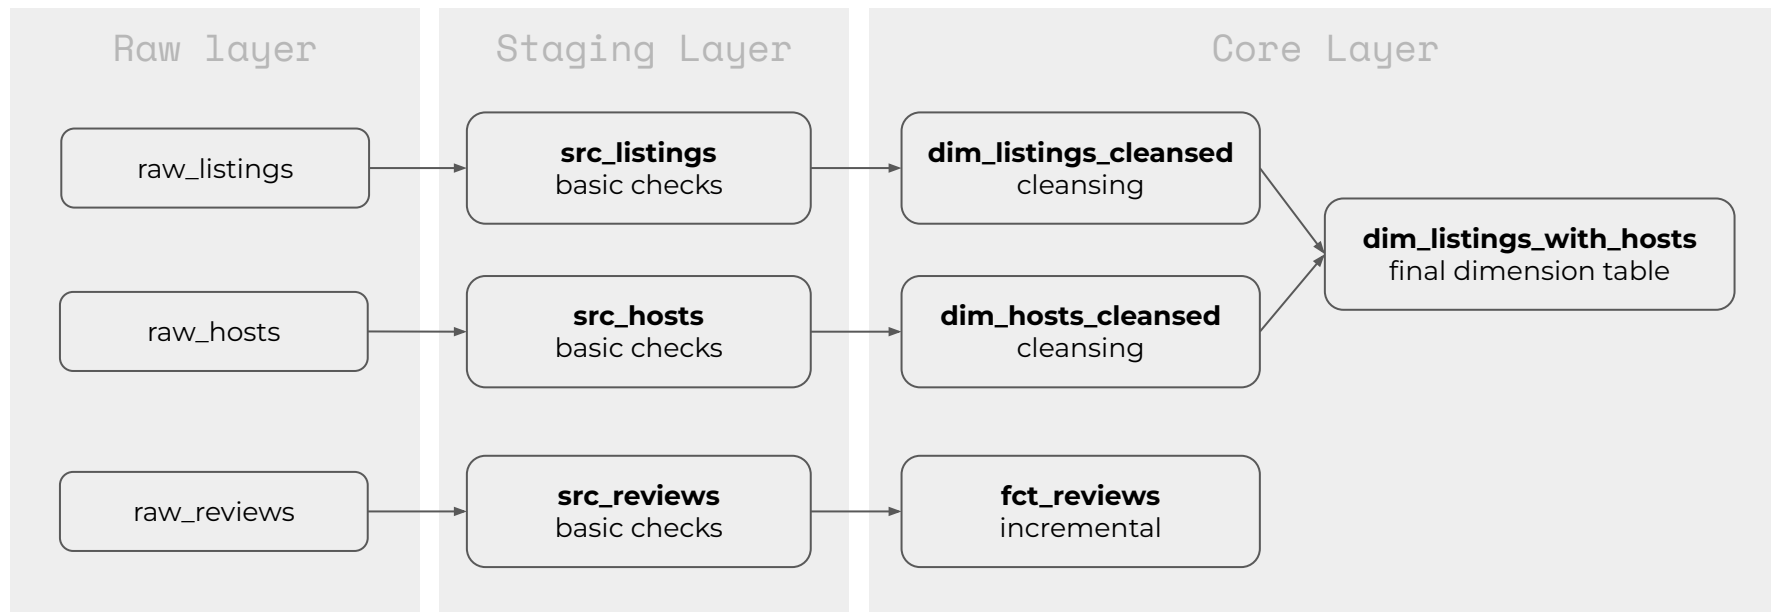 Raw layer
Staging Layer
Core Layer
raw_listings
src_listings
basic checks
dim_listings_cleansed
cleansing
dim_listings_with_hosts
final dimension table
raw_hosts
src_hosts
basic checks
dim_hosts_cleansed
cleansing
raw_reviews
src_reviews
basic checks
fct_reviews
incremental